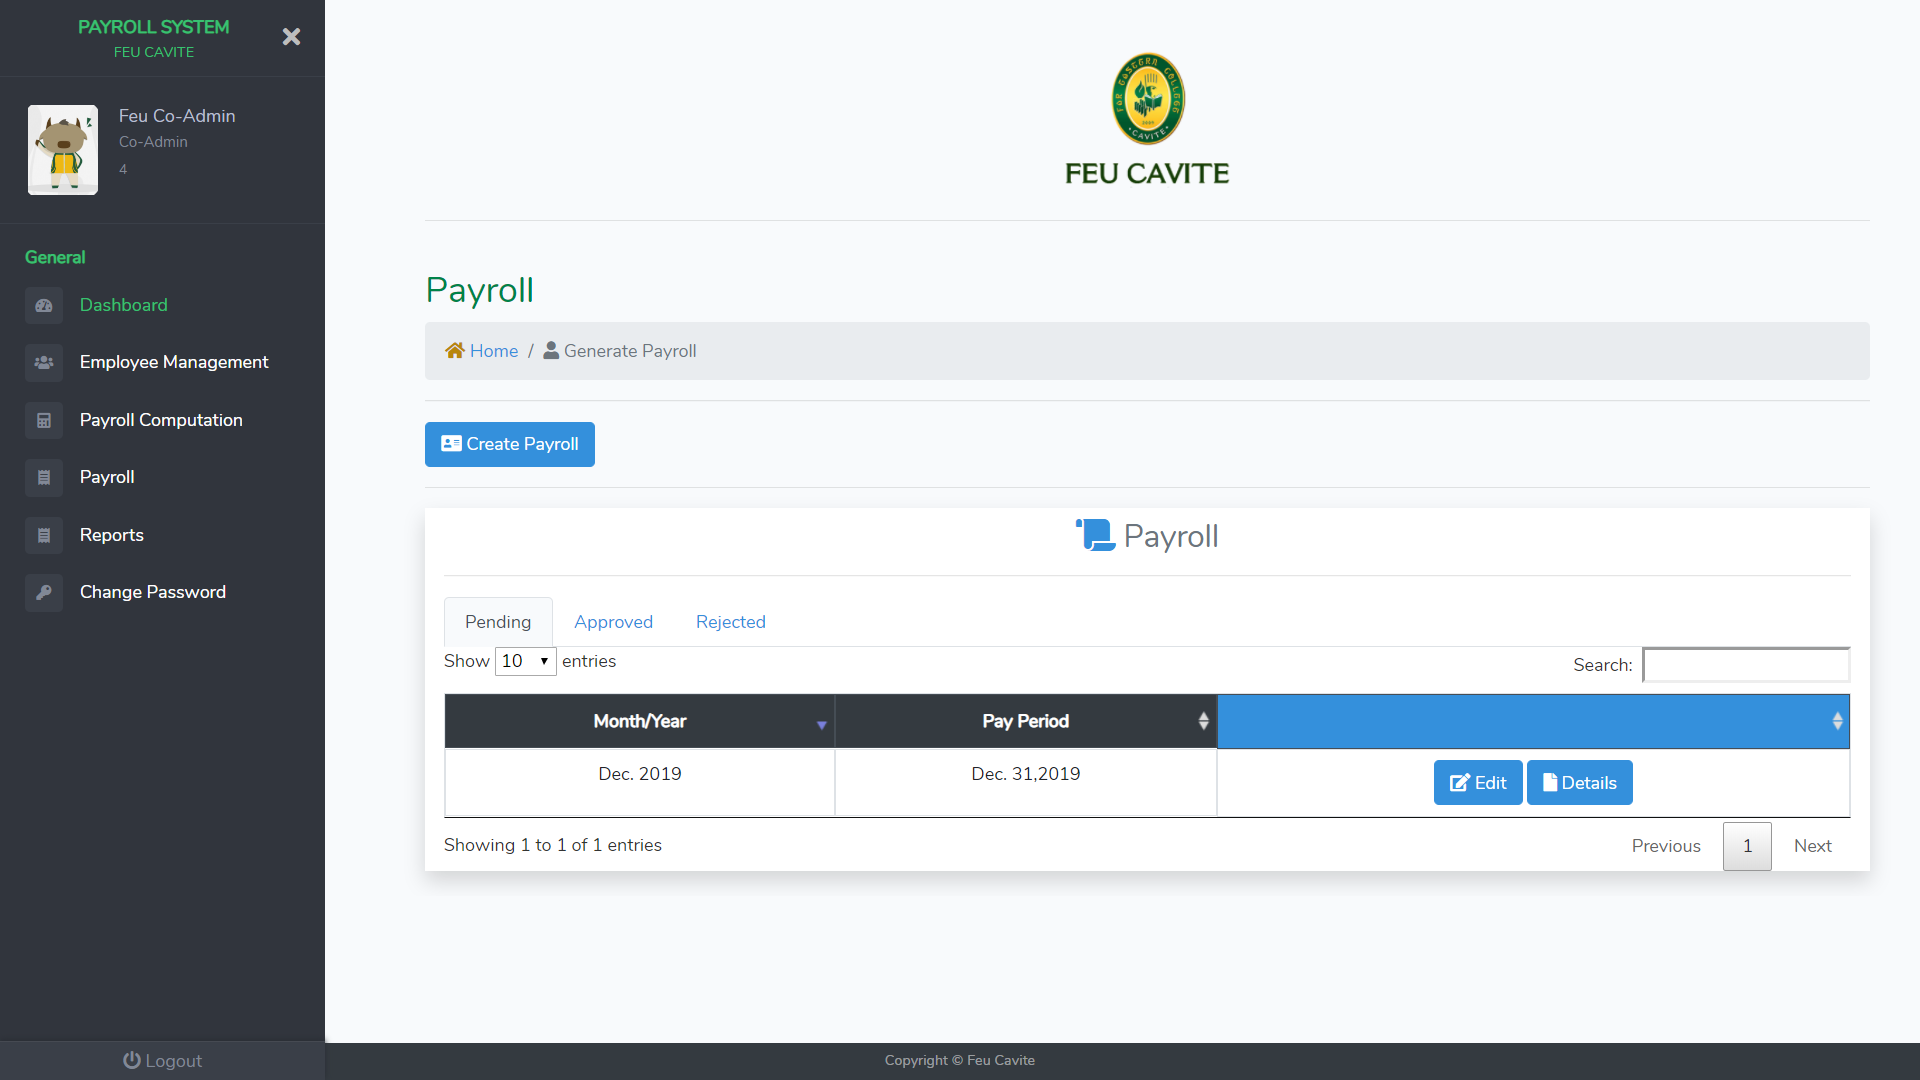 PAYROLL SYSTEM
FEU CAVITE
Feu Co-Admin
Co-Admin
4
General
Dashboard
Employee Management
Payroll Computation
Payroll
Reports
Change Password
Logout
CAVITE
FEU CAVITE
Payroll
Home / Generate Payroll
Create Payroll
Payroll
Pending Approved Rejected
Show 10 entries Search:
Month/Year Pay Period
Dec. 2019 Dec. 31,2019 Edit Details
Showing 1 to 1 of 1 entries Previous 1 Next
Copyright © Feu Cavite